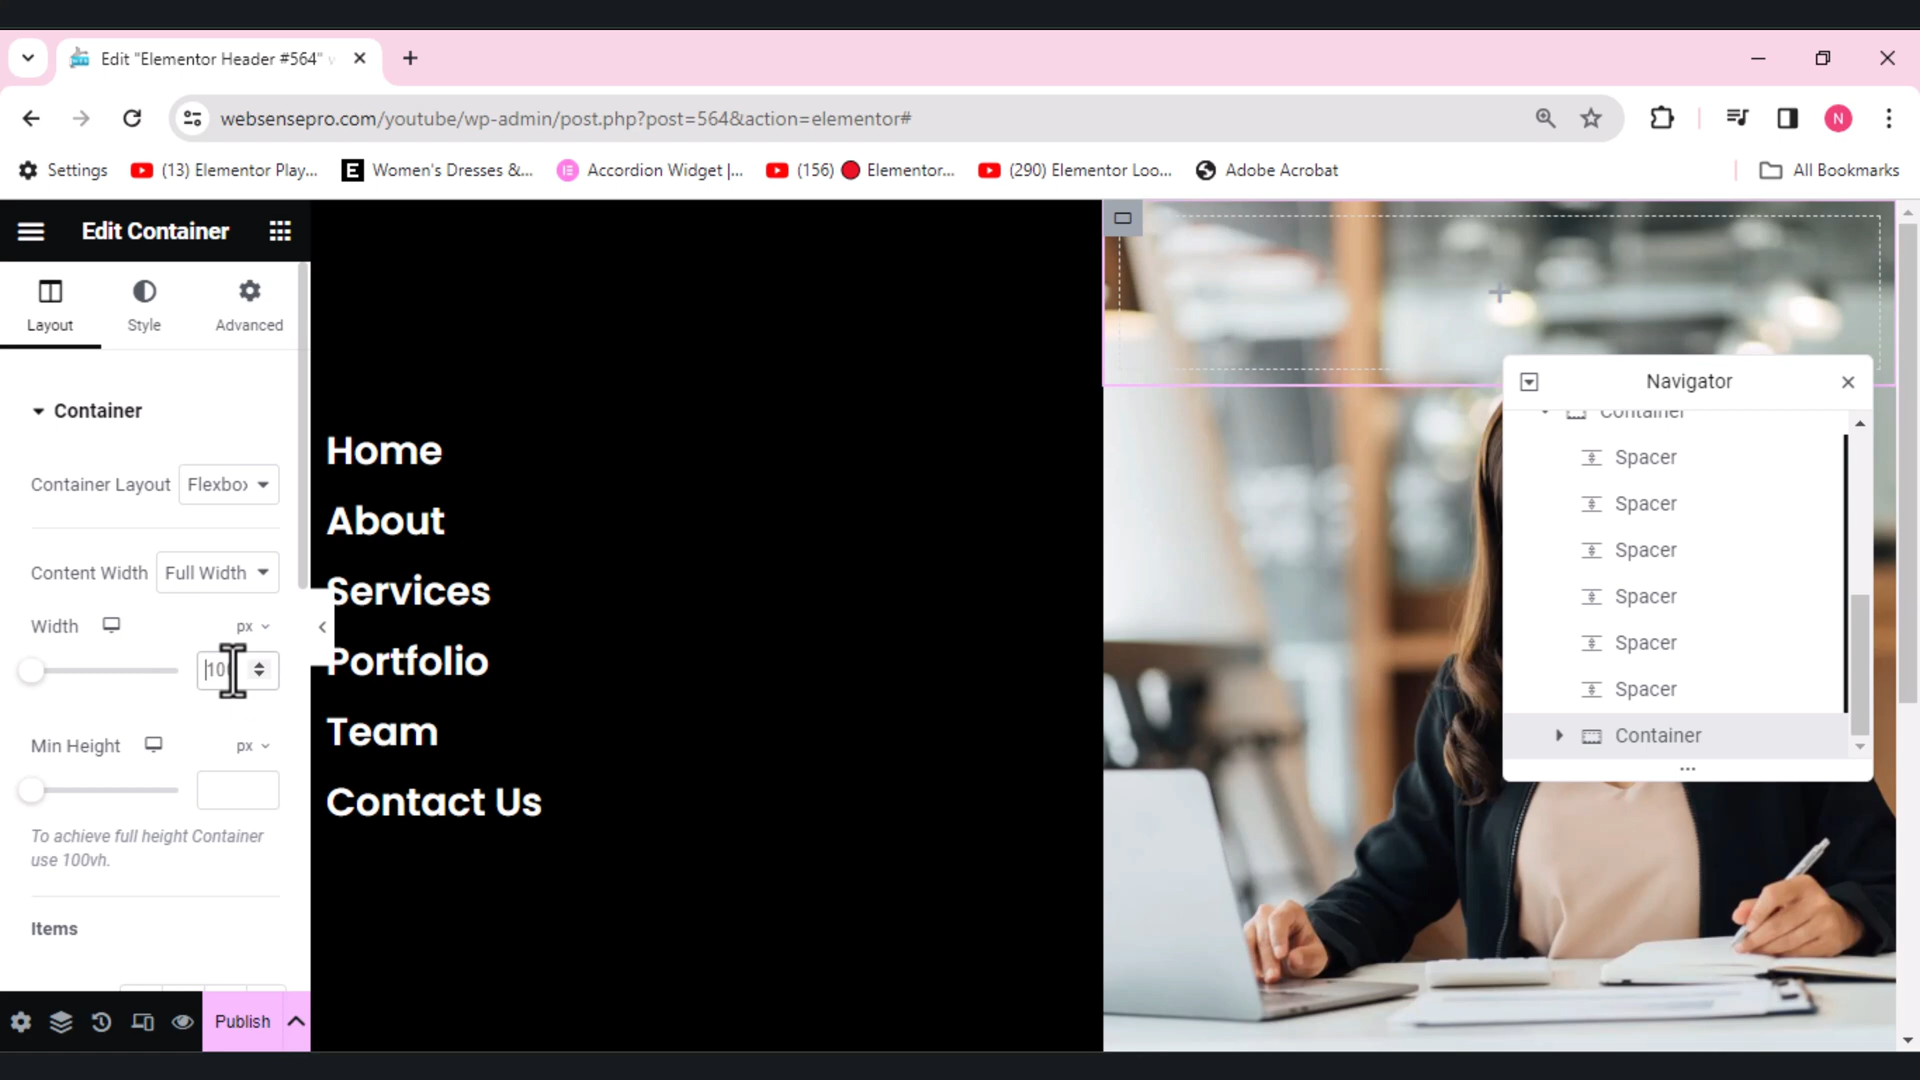 Edit "Elementor Header #564"
websensepro.com/youtube/wp-admin/post.php?post=564&action=elementor#
N
Settings
(13) Elementor Play...
Women's Dresses &...
Accordion Widget |...
(156) Elementor...
(290) Elementor Loo...
Adobe Acrobat
All Bookmarks
Edit Container
Layout
Style
Advanced
Container
Container Layout
Flexbox
Content Width
Full Width
Width
px
100
Min Height
px
To achieve full height Container
use 100vh.
Items
Publish
Home
About
Services
Portfolio
Team
Contact Us
Navigator
Container
Spacer
Spacer
Spacer
Spacer
Spacer
Spacer
Container